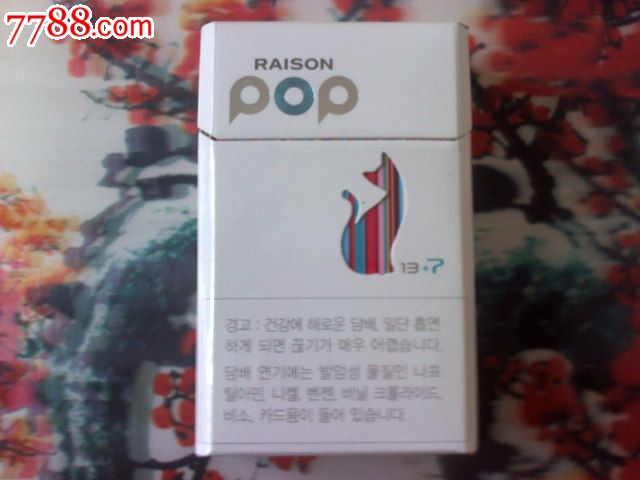 7788.com
RAISON
pop
13+7
경고 : 건강에 해로운 담배, 일단 흡연
하게 되면 끊기가 매우 어렵습니다.
담배 연기에는 발암성 물질인 나프
틸아민, 니켈, 벤젠, 비닐 크롤라이드,
비소, 카드뮴이 들어 있습니다.